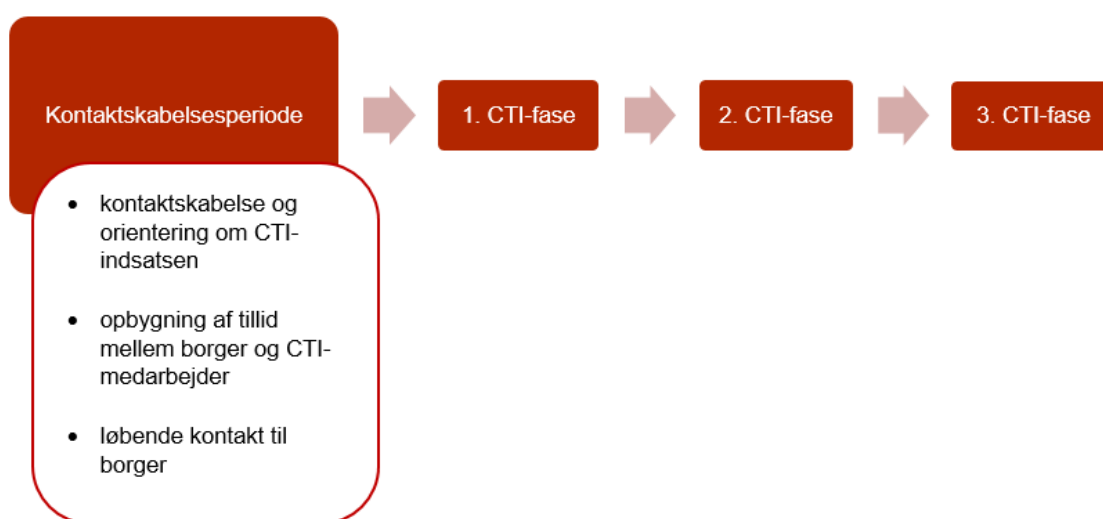 Kontaktskabelsesperiode
1. CTI-fase
2. CTI-fase
3. CTI-fase
• kontaktskabelse og
orientering om CTI-
indsatsen
• opbygning af tillid
mellem borger og CTI-
medarbejder
• løbende kontakt til
borger